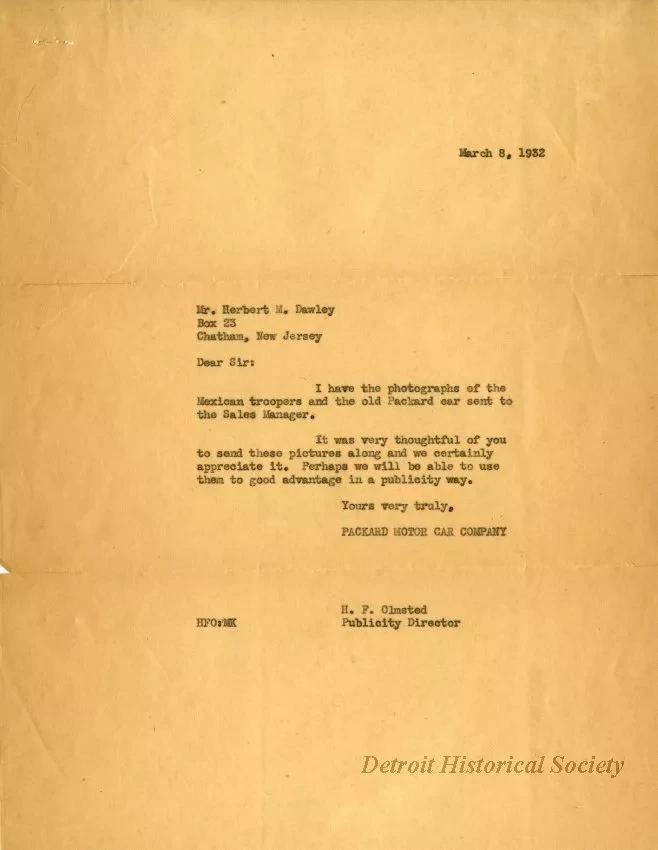 March 8, 1932
Mr. Herbert M. Dawley
Box 23
Chatham, New Jersey
Dear Sir:
I have the photographs of the
Mexican troopers and the old Packard car sent to
the Sales Manager.
It was very thoughtful of you
to send these pictures along and we certainly
appreciate it. Perhaps we will be able to use
them to good advantage in a publicity way.
Yours very truly,
PACKARD MOTOR CAR COMPANY
H. F. Olmsted
HFO:MK Publicity Director
Detroit Historical Society